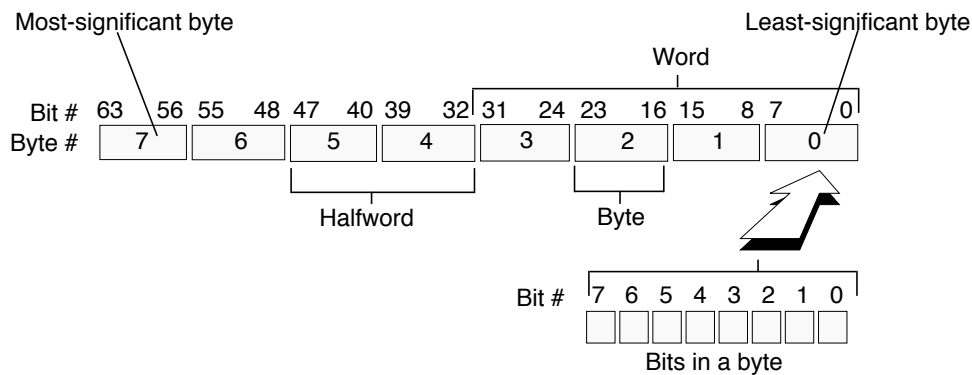 Most-significant byte Least-significant byte
Word
Bit # 63 56 55 48 47 40 39 32 31 24 23 16 15 8 7 0
Byte # 7 6 5 4 3 2 1 0
Halfword Byte
Bit # 7 6 5 4 3 2 1 0
Bits in a byte